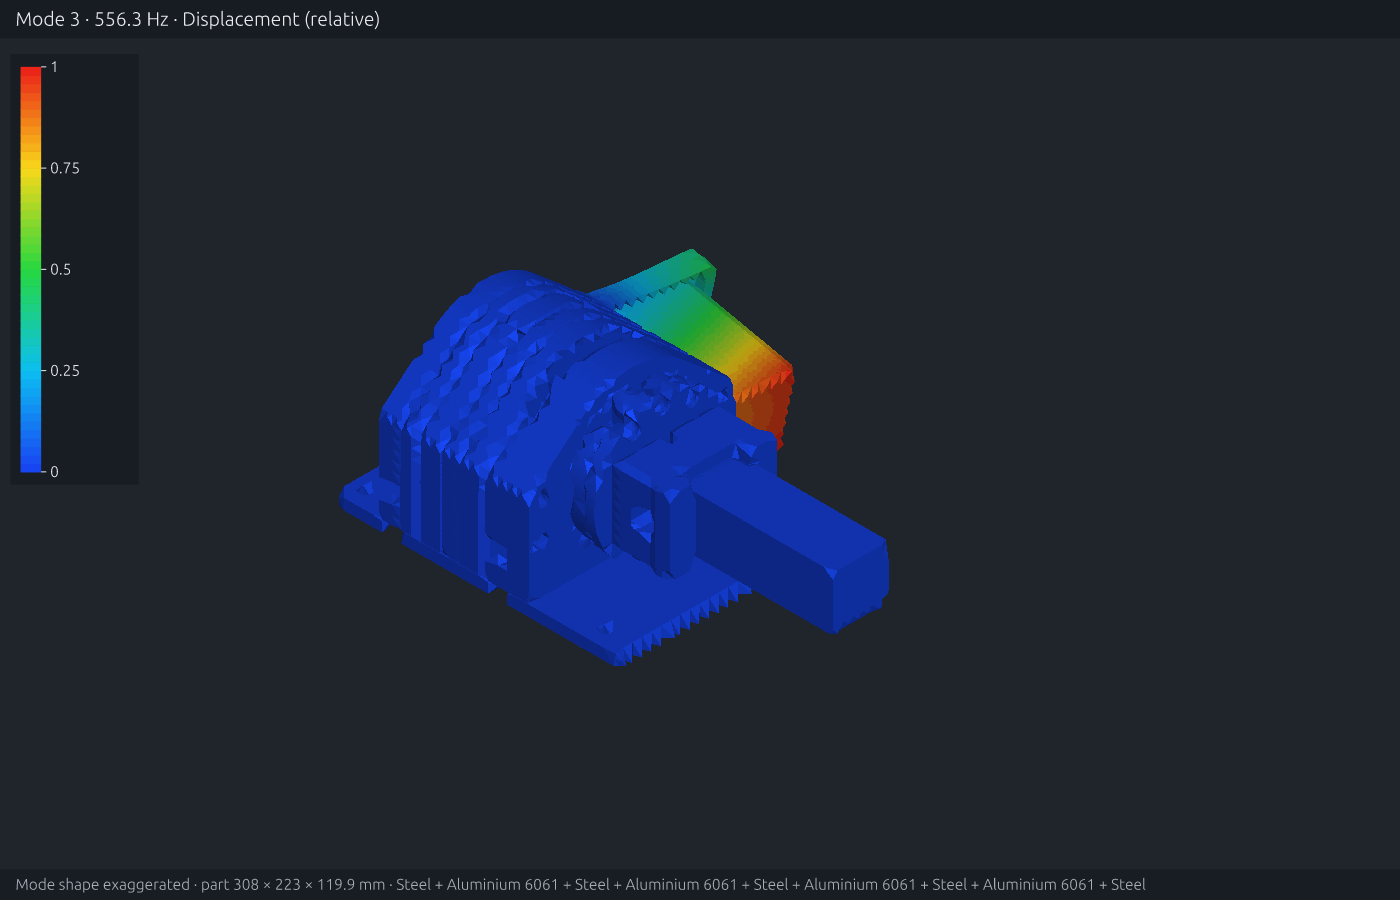 Mode 3 · 556.3 Hz · Displacement (relative)
1
0.75
0.5
0.25
0
Mode shape exaggerated · part 308 × 223 × 119.9 mm · Steel + Aluminium 6061 + Steel + Aluminium 6061 + Steel + Aluminium 6061 + Steel + Aluminium 6061 + Steel